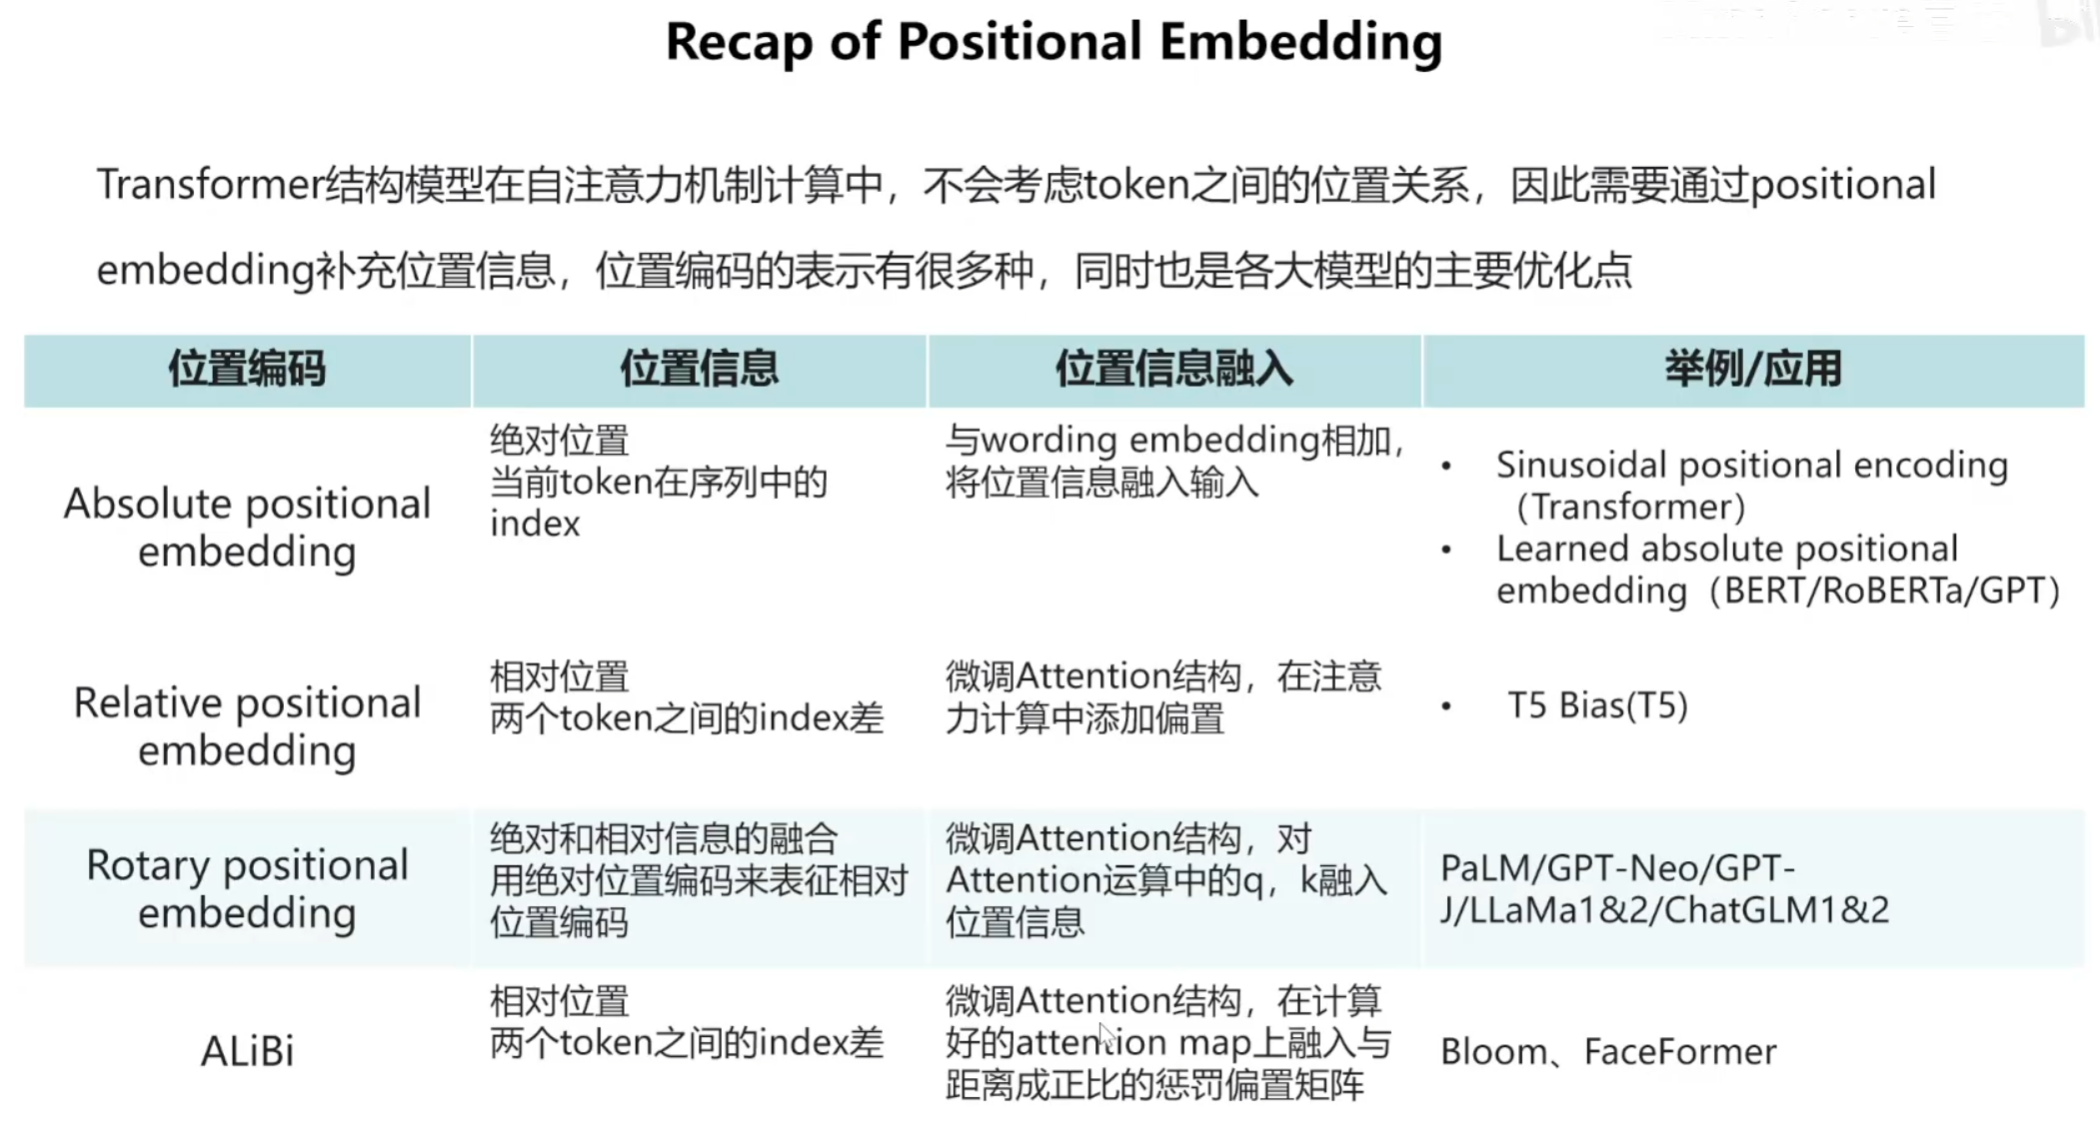 Recap of Positional Embedding
Transformer结构模型在自注意力机制计算中，不会考虑token之间的位置关系，因此需要通过positional
embedding补充位置信息，位置编码的表示有很多种，同时也是各大模型的主要优化点
位置编码
位置信息
位置信息融入
举例/应用
Absolute positional
embedding
绝对位置
当前token在序列中的
index
与wording embedding相加，
将位置信息融入输入
• Sinusoidal positional encoding
（Transformer）
• Learned absolute positional
embedding（BERT/RoBERTa/GPT）
Relative positional
embedding
相对位置
两个token之间的index差
微调Attention结构，在注意
力计算中添加偏置
• T5 Bias(T5)
Rotary positional
embedding
绝对和相对信息的融合
用绝对位置编码来表征相对
位置编码
微调Attention结构，对
Attention运算中的q，k融入
位置信息
PaLM/GPT-Neo/GPT-
J/LLaMa1&2/ChatGLM1&2
ALiBi
相对位置
两个token之间的index差
微调Attention结构，在计算
好的attention map上融入与
距离成正比的惩罚偏置矩阵
Bloom、FaceFormer